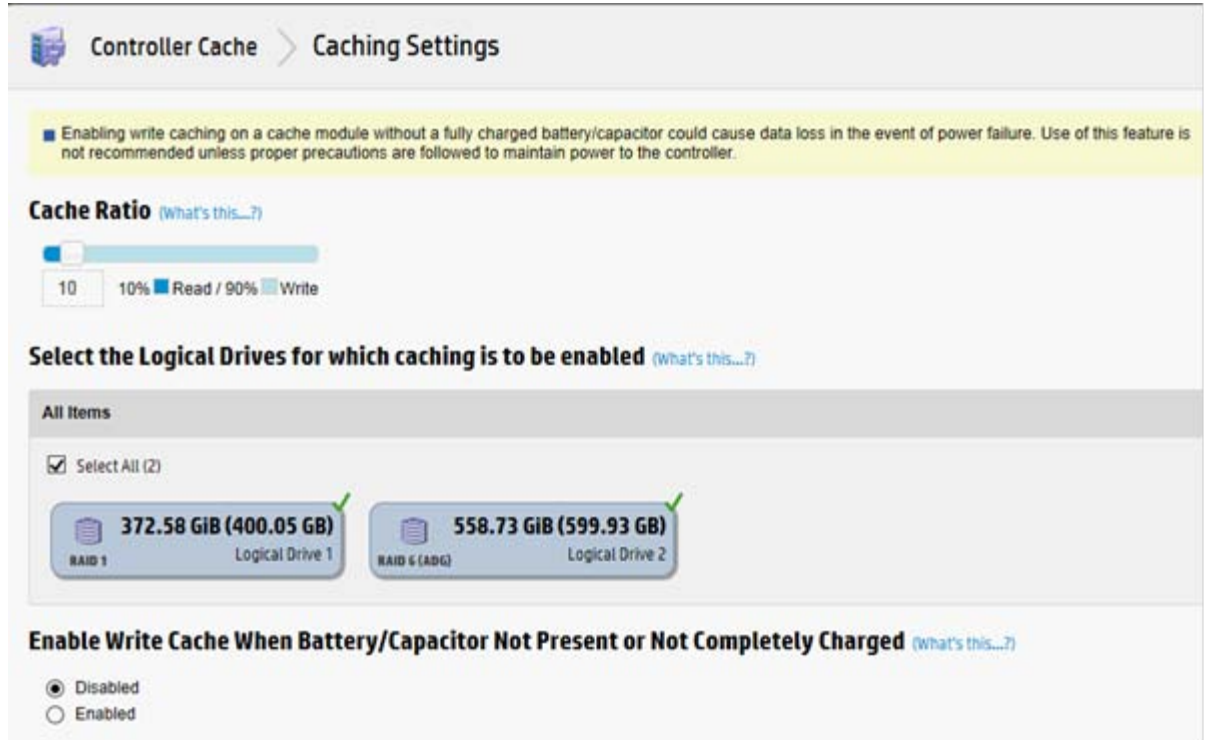 Controller Cache > Caching Settings
Enabling write caching on a cache module without a fully charged battery/capacitor could cause data loss in the event of power failure. Use of this feature is
not recommended unless proper precautions are followed to maintain power to the controller.
Cache Ratio (What's this...?)
10 10% Read / 90% Write
Select the Logical Drives for which caching is to be enabled (What's this...?)
All Items
Select All (2)
372.58 GiB (400.05 GB)
RAID 1 Logical Drive 1
558.73 GiB (599.93 GB)
RAID 6 (ADG) Logical Drive 2
Enable Write Cache When Battery/Capacitor Not Present or Not Completely Charged (What's this...?)
Disabled
Enabled